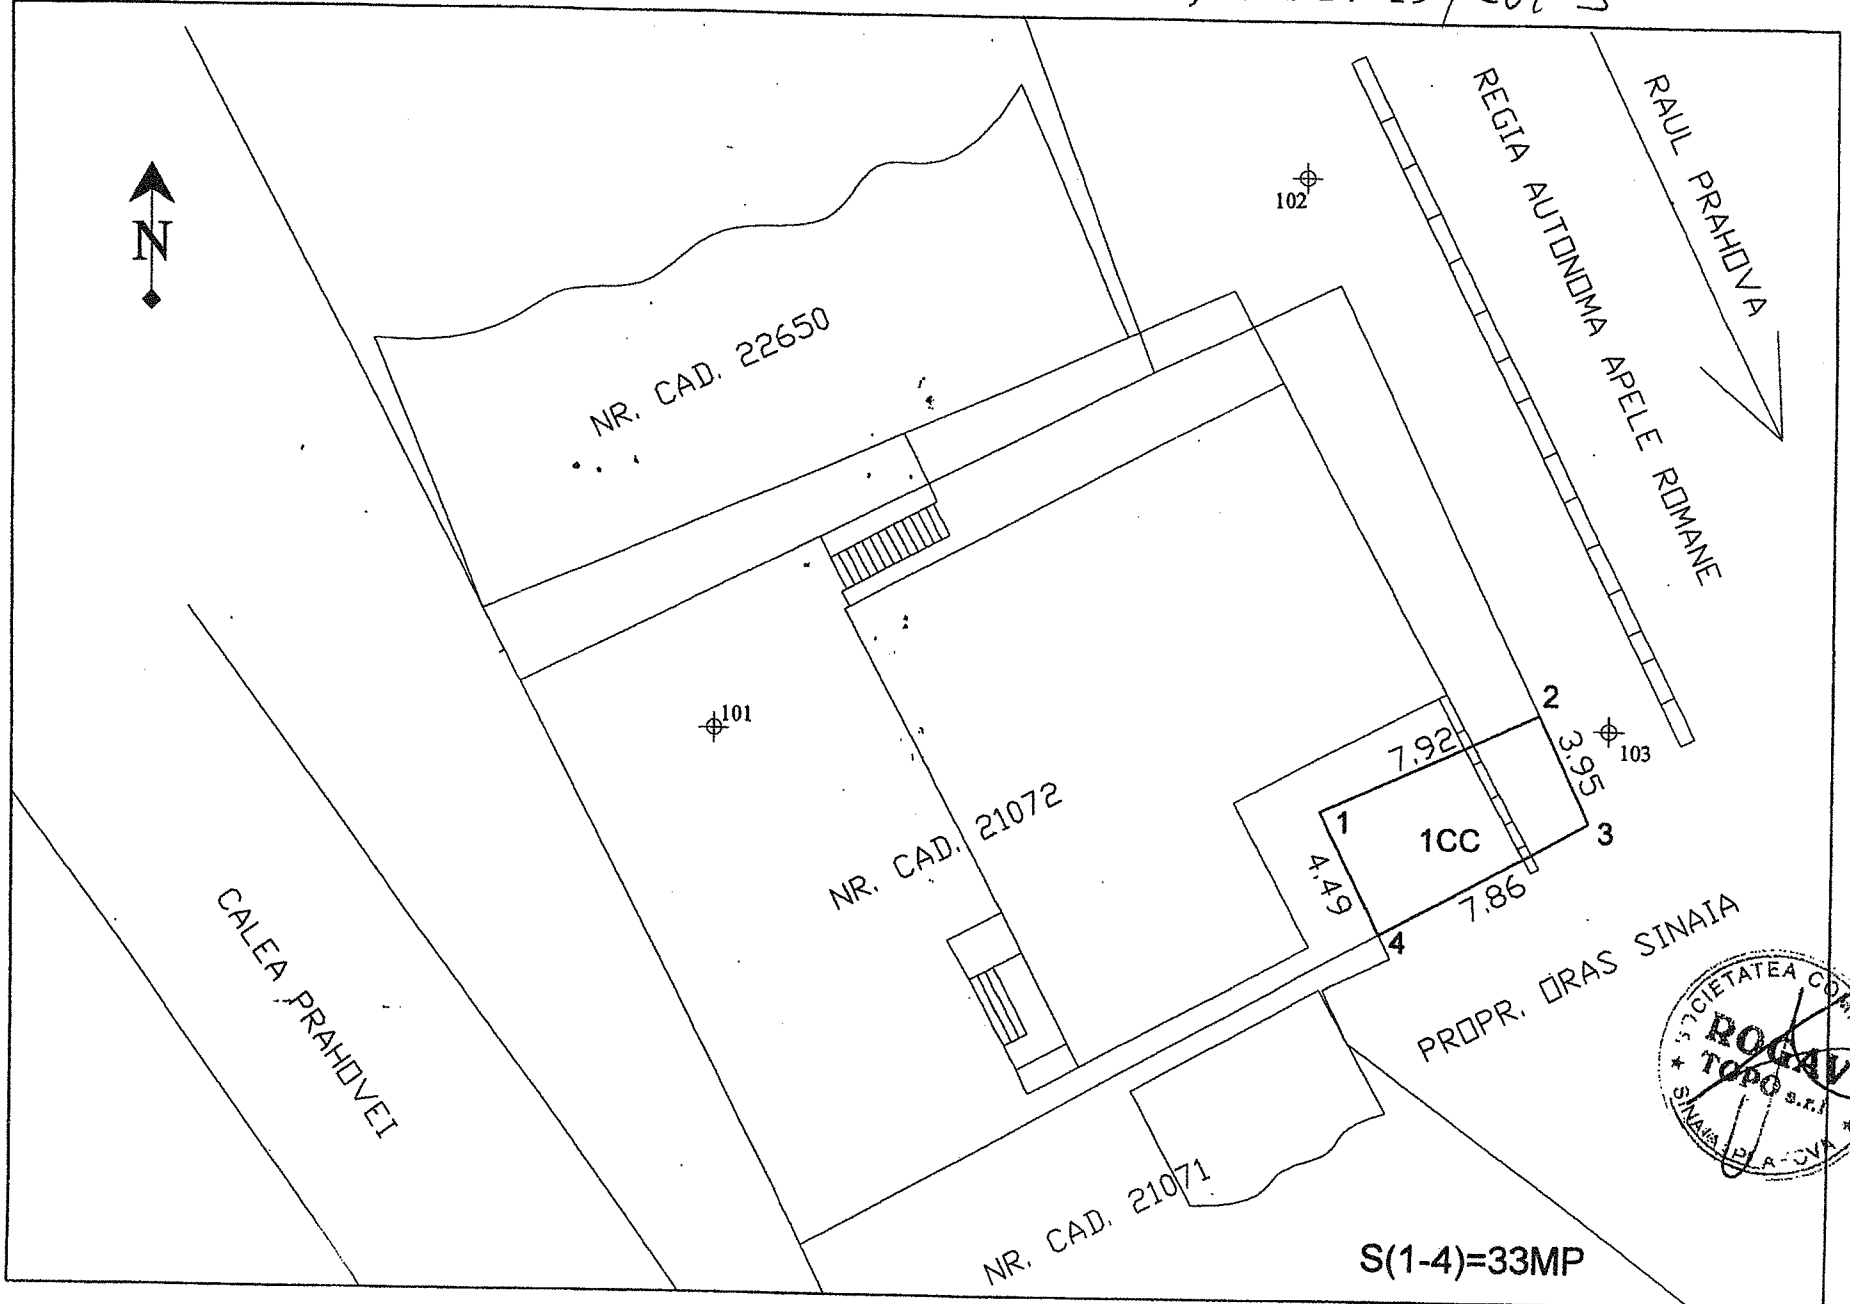 N
NR. CAD. 22650
102
REGIA AUTONOMA APELE ROMANE
RAUL PRAHOVA
101
2
7.92
3.95
103
1
1CC
3
4.49
7.86
4
NR. CAD. 21072
CALEA PRAHOVEI
PROPR. ORAS SINAIA
NR. CAD. 21071
S(1-4)=33MP
SOCIETATEA
ROGAV
TOPO s.r.l
SINAIA